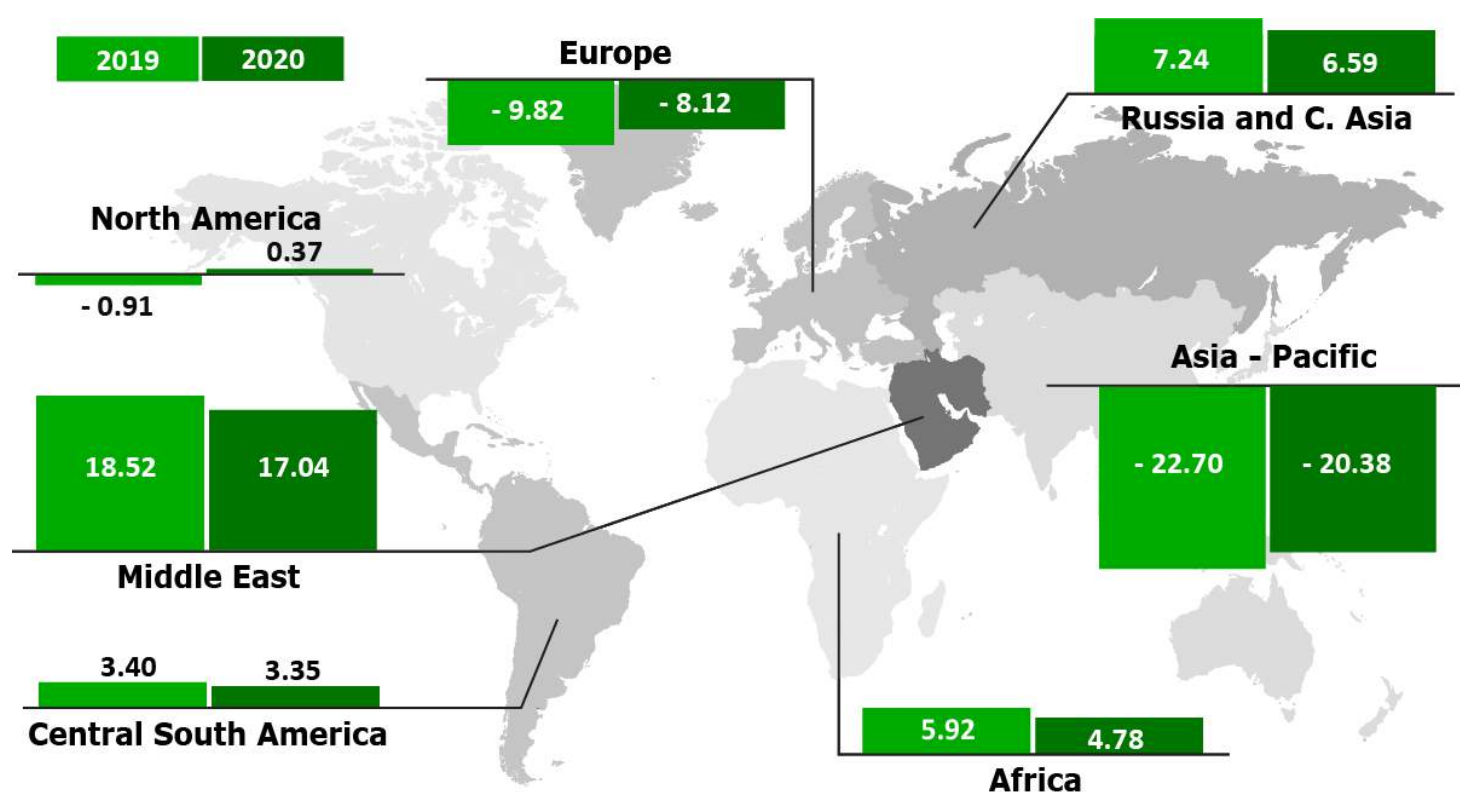 2019 2020
Europe
- 9.82 - 8.12
7.24 6.59
Russia and C. Asia
North America
0.37
- 0.91
Asia - Pacific
- 22.70 - 20.38
18.52 17.04
Middle East
3.40 3.35
Central South America
5.92 4.78
Africa